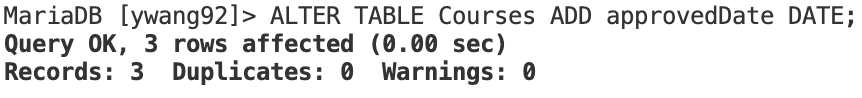 MariaDB [ywang92]> ALTER TABLE Courses ADD approvedDate DATE;
Query OK, 3 rows affected (0.00 sec)
Records: 3  Duplicates: 0  Warnings: 0